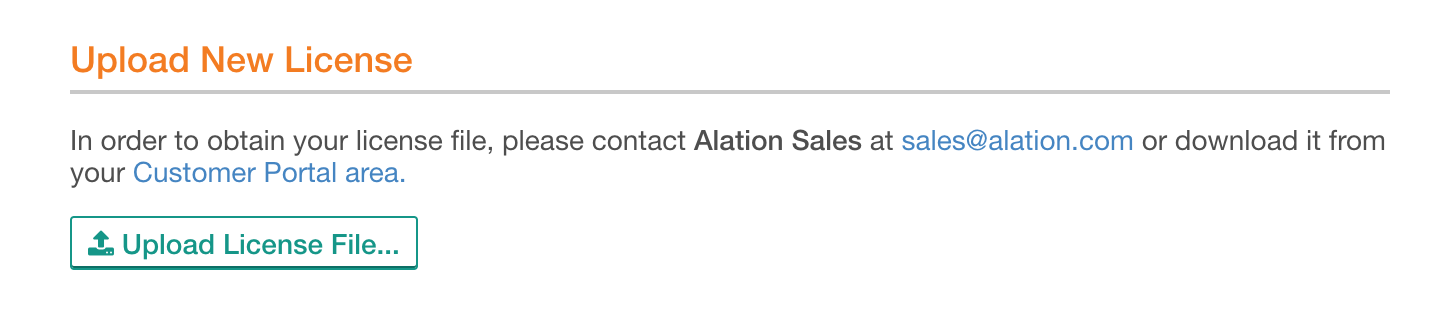 Upload New License
In order to obtain your license file, please contact Alation Sales at sales@alation.com or download it from
your Customer Portal area.
Upload License File...